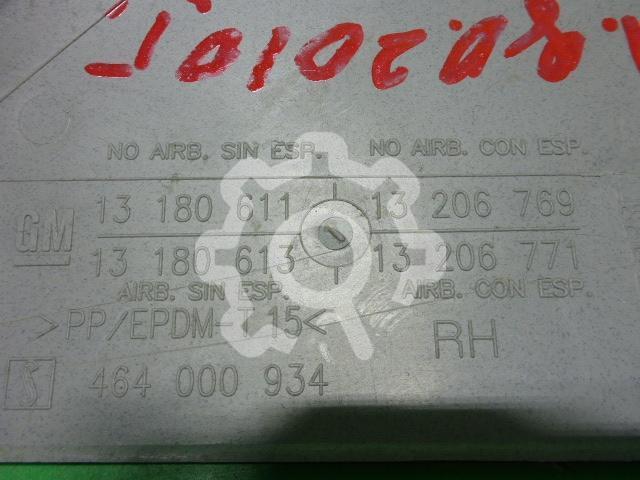 NO AIRB. SIN ESP. NO AIRB. CON ESP.
GM 13 180 611 13 206 769
13 180 613 13 206 771
AIRB. SIN ESP. AIRB. CON ESP.
>PP/EPDM-T 15< RH
464 000 934